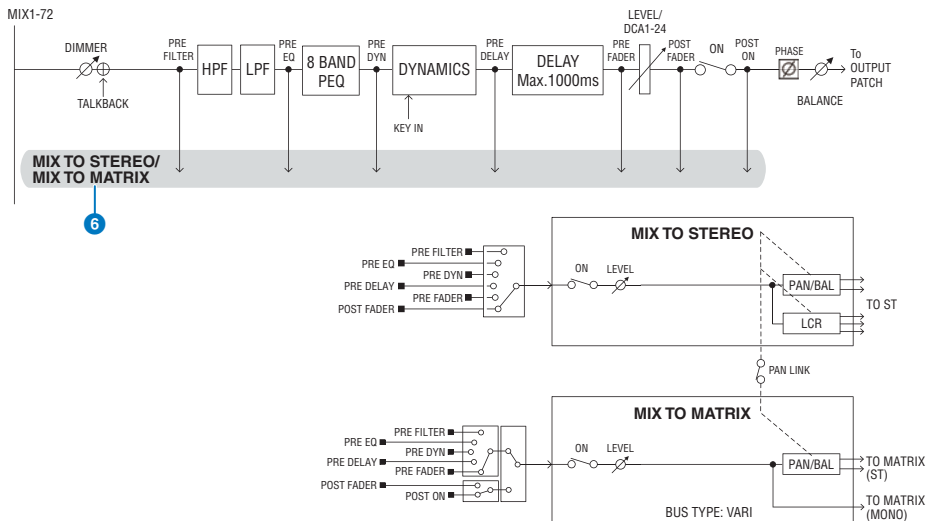 MIX1-72
DIMMER
TALKBACK
PRE
FILTER
HPF
LPF
PRE
EQ
8 BAND
PEQ
PRE
DYN
DYNAMICS
KEY IN
PRE
DELAY
DELAY
Max.1000ms
PRE
FADER
LEVEL/
DCA1-24
POST
FADER
ON
POST
ON
PHASE
BALANCE
To
OUTPUT
PATCH
MIX TO STEREO/
MIX TO MATRIX
6
MIX TO STEREO
PRE FILTER
PRE EQ
PRE DYN
PRE DELAY
PRE FADER
POST FADER
ON
LEVEL
PAN/BAL
LCR
TO ST
PAN LINK
MIX TO MATRIX
PRE FILTER
PRE EQ
PRE DYN
PRE DELAY
PRE FADER
POST FADER
POST ON
ON
LEVEL
PAN/BAL
TO MATRIX
(ST)
TO MATRIX
(MONO)
BUS TYPE: VARI